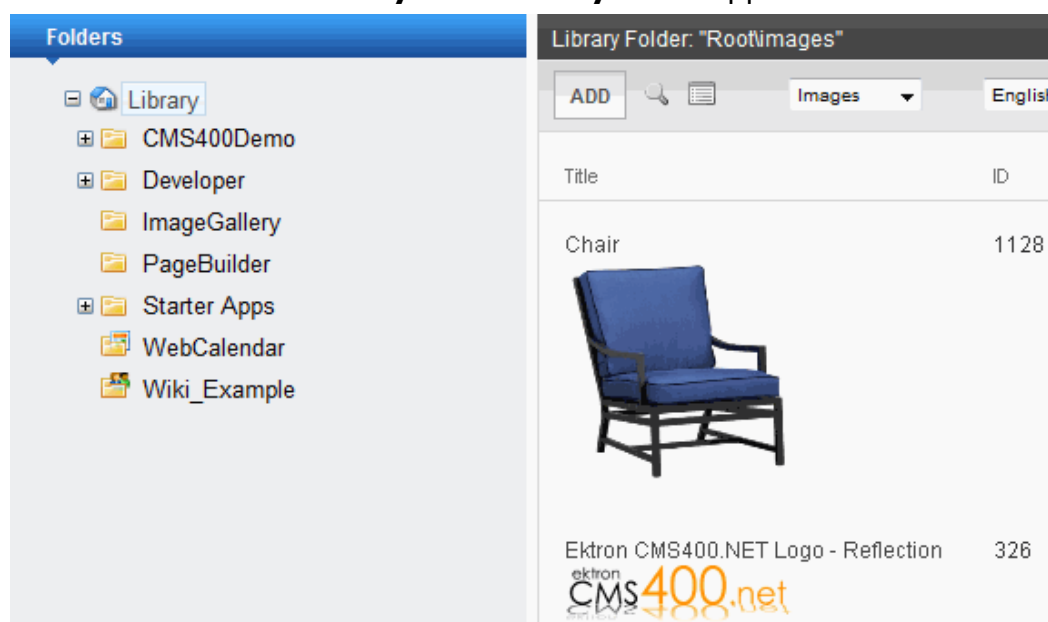 Folders
Library
CMS400Demo
Developer
ImageGallery
PageBuilder
Starter Apps
WebCalendar
Wiki_Example
Library Folder: "Root\images"
ADD
Images
Title
ID
Chair
1128
Ektron CMS400.NET Logo - Reflection
326
ektron
CMS400.net